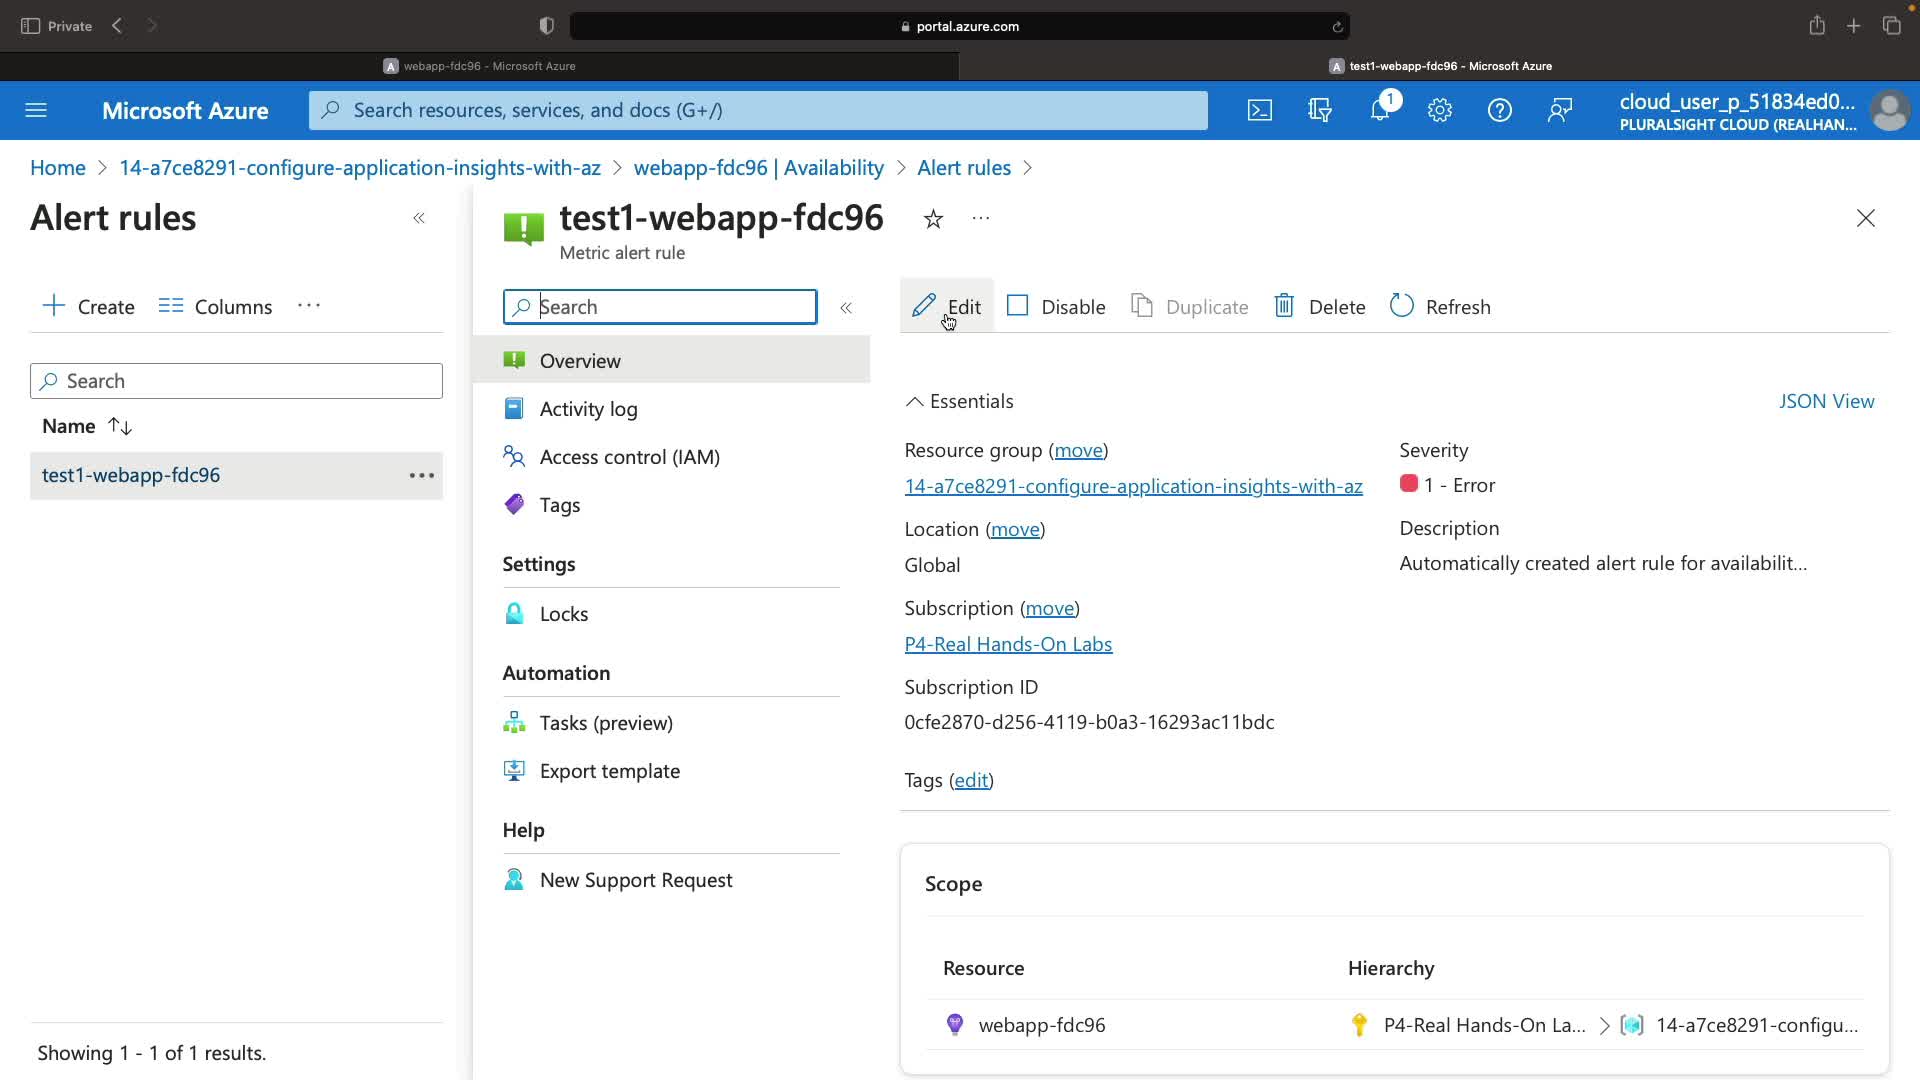 Private
portal.azure.com
webapp-fdc96 - Microsoft Azure
test1-webapp-fdc96 - Microsoft Azure
Microsoft Azure
Search resources, services, and docs (G+/)
1
cloud_user_p_51834ed0...
PLURALSIGHT CLOUD (REALHAN...
Home > 14-a7ce8291-configure-application-insights-with-az > webapp-fdc96 | Availability > Alert rules >
Alert rules
Create
Columns
Search
Name
test1-webapp-fdc96
Showing 1 - 1 of 1 results.
test1-webapp-fdc96
Metric alert rule
Search
Overview
Activity log
Access control (IAM)
Tags
Settings
Locks
Automation
Tasks (preview)
Export template
Help
New Support Request
Edit
Disable
Duplicate
Delete
Refresh
Essentials
JSON View
Resource group (move)
14-a7ce8291-configure-application-insights-with-az
Location (move)
Global
Subscription (move)
P4-Real Hands-On Labs
Subscription ID
0cfe2870-d256-4119-b0a3-16293ac11bdc
Tags (edit)
Severity
1 - Error
Description
Automatically created alert rule for availabilit...
Scope
Resource
Hierarchy
webapp-fdc96
P4-Real Hands-On La... > 14-a7ce8291-configu...